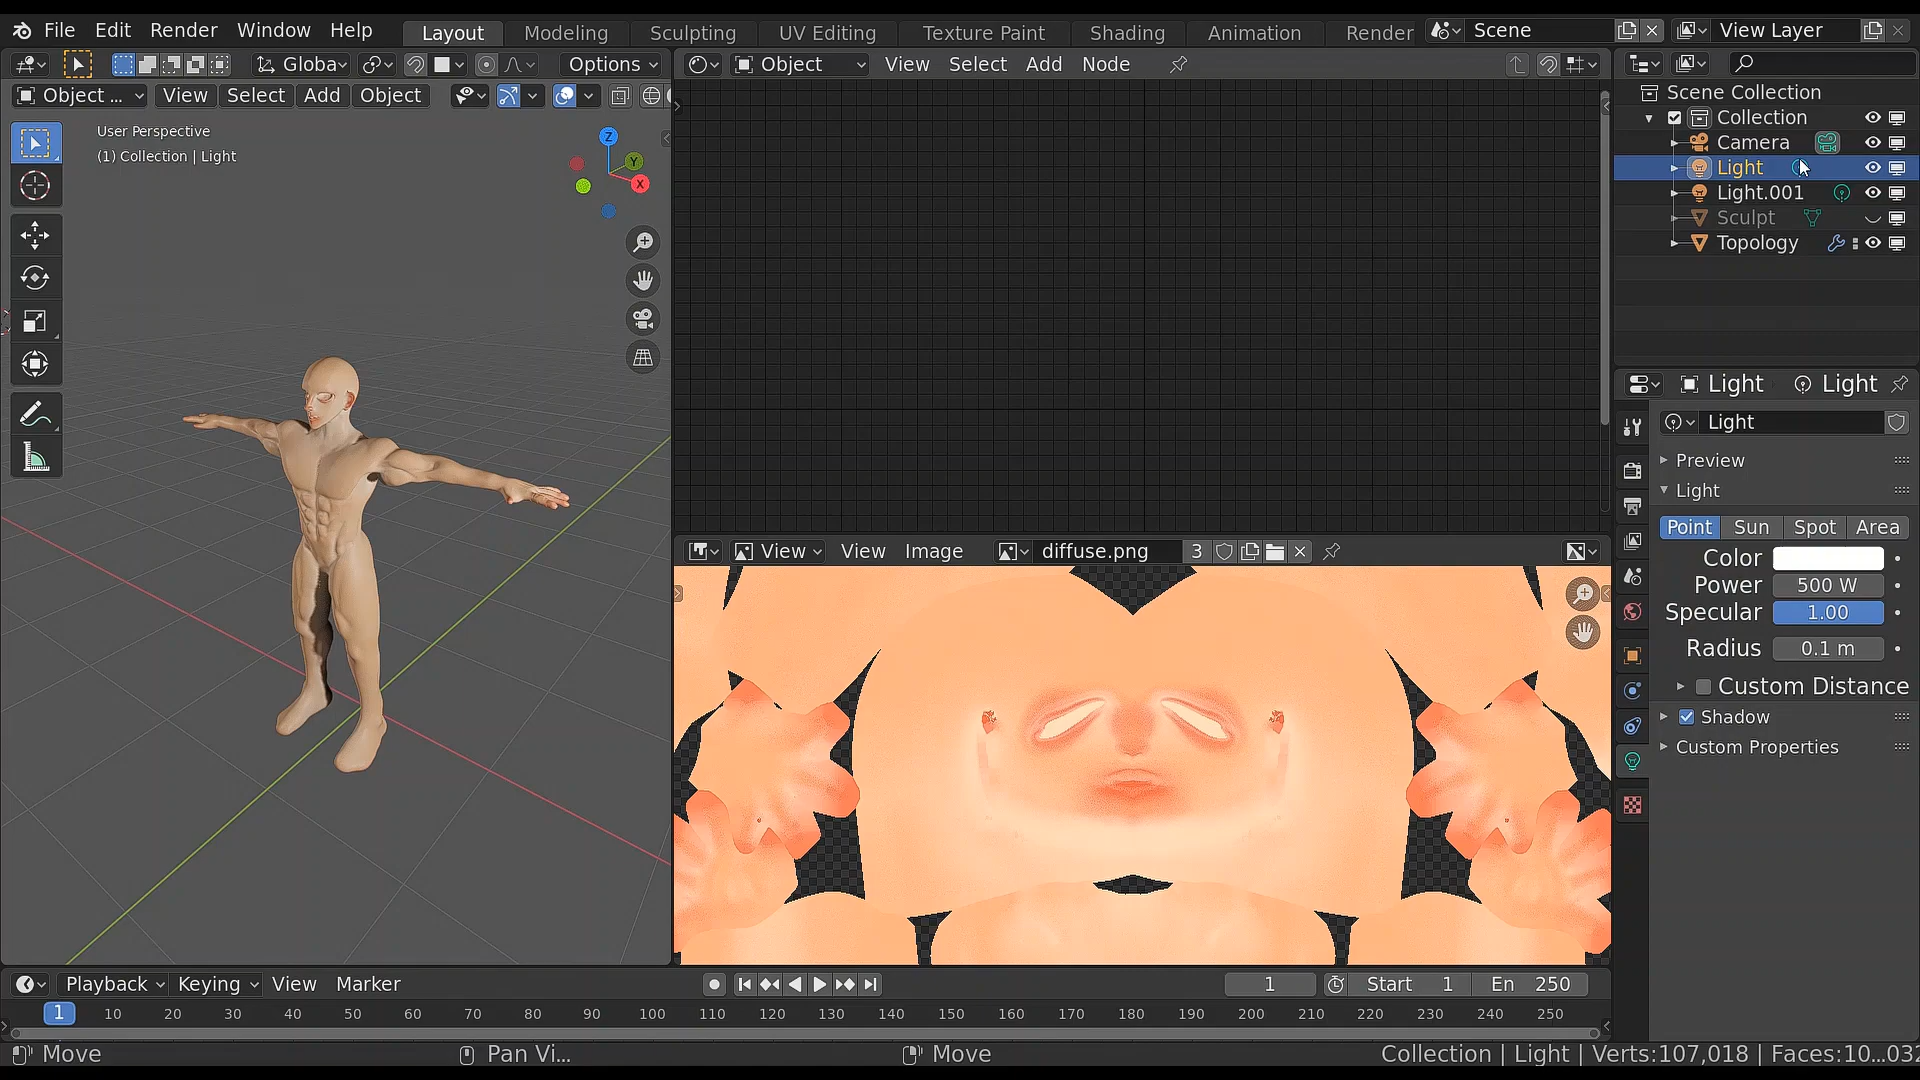 File Edit Render Window Help Layout Modeling Sculpting UV Editing Texture Paint Shading Animation Render Scene View Layer
Globa Options Object View Select Add Node
Object ... View Select Add Object
User Perspective
(1) Collection | Light
Z
Y
X
Scene Collection
Collection
Camera
Light
Light.001
Sculpt
Topology
Light Light
Light
Preview
Light
Point Sun Spot Area
Color
Power 500 W
Specular 1.00
Radius 0.1 m
Custom Distance
Shadow
Custom Properties
View View Image diffuse.png 3
Playback Keying View Marker 1 Start 1 En 250
1 10 20 30 40 50 60 70 80 90 100 110 120 130 140 150 160 170 180 190 200 210 220 230 240 250
Move Pan Vi... Move Collection | Light | Verts:107,018 | Faces:10...032